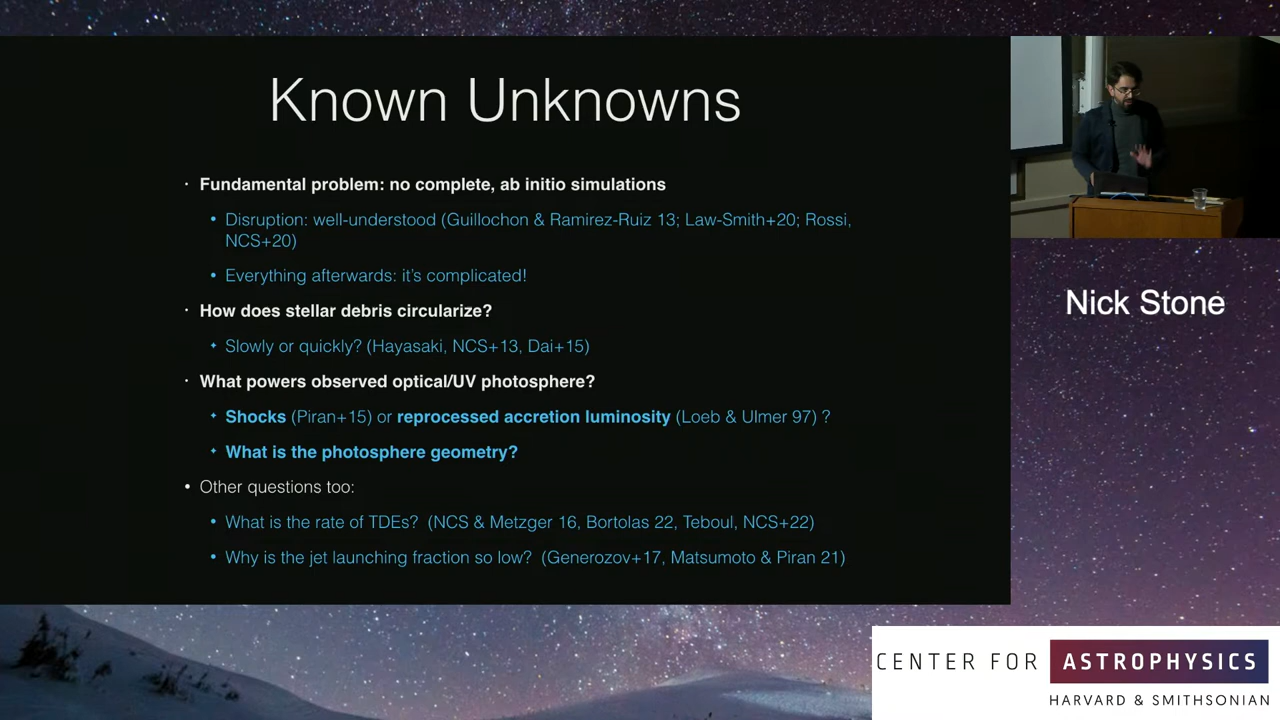 Known Unknowns
· Fundamental problem: no complete, ab initio simulations
• Disruption: well-understood (Guillochon & Ramirez-Ruiz 13; Law-Smith+20; Rossi,
NCS+20)
• Everything afterwards: it's complicated!
· How does stellar debris circularize?
✦ Slowly or quickly? (Hayasaki, NCS+13, Dai+15)
· What powers observed optical/UV photosphere?
✦ Shocks (Piran+15) or reprocessed accretion luminosity (Loeb & Ulmer 97) ?
✦ What is the photosphere geometry?
• Other questions too:
• What is the rate of TDEs? (NCS & Metzger 16, Bortolas 22, Teboul, NCS+22)
• Why is the jet launching fraction so low? (Generozov+17, Matsumoto & Piran 21)
Nick Stone
CENTER FOR ASTROPHYSICS
HARVARD & SMITHSONIAN